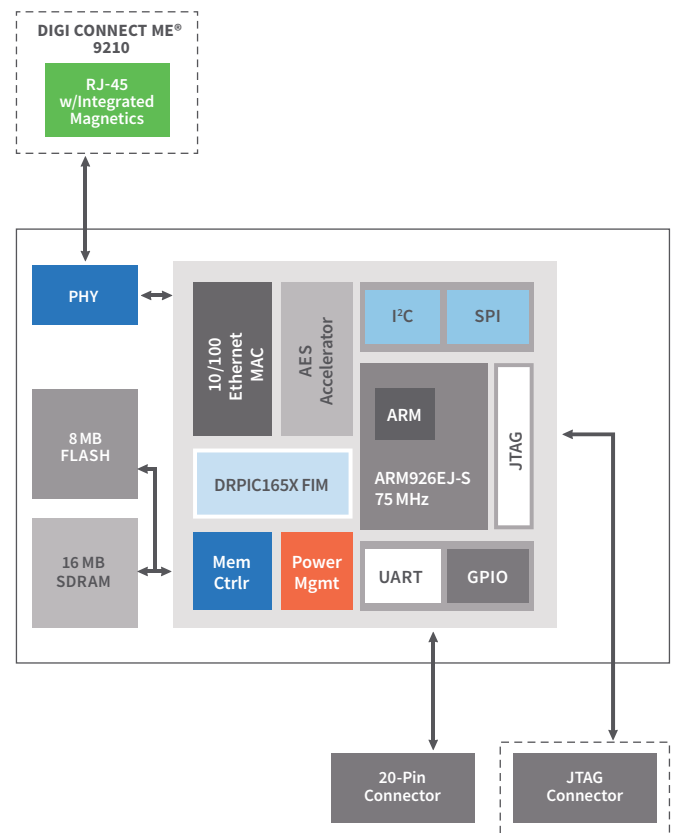 DIGI CONNECT ME®
9210
RJ-45
w/Integrated
Magnetics
PHY
10/100
Ethernet
MAC
AES
Accelerator
I²C
SPI
8 MB
FLASH
ARM
ARM926EJ-S
75 MHz
JTAG
DRPIC165X FIM
16 MB
SDRAM
Mem
Ctrlr
Power
Mgmt
UART
GPIO
20-Pin
Connector
JTAG
Connector